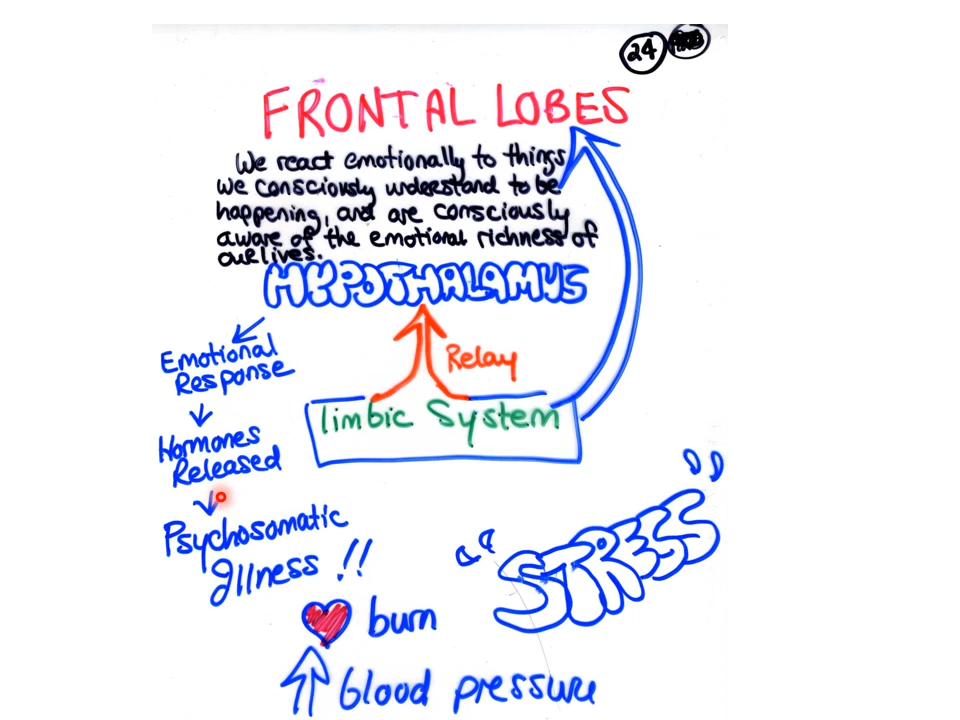 24
FRONTAL LOBES
We react emotionally to things
we consciously understand to be
happening, and are consciously
aware of the emotional richness of
our lives.
HYPOTHALAMUS
Emotional
Response
Relay
limbic System
Hormones
Released
Psychosomatic
Illness !!
"STRESS"
burn
blood pressure